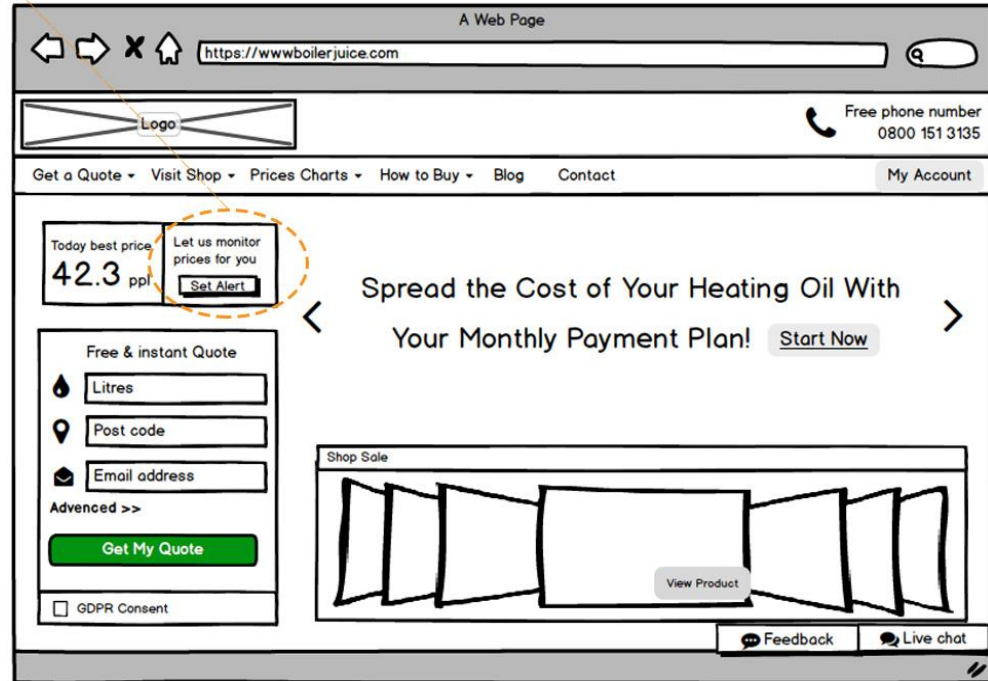 A Web Page
https://wwwboilerjuice.com
Logo
Free phone number
0800 151 3135
Get a Quote Visit Shop Prices Charts How to Buy Blog Contact My Account
Today best price
42.3 ppl
Let us monitor
prices for you
Set Alert
Spread the Cost of Your Heating Oil With
Your Monthly Payment Plan! Start Now
Free & instant Quote
Litres
Post code
Email address
Advenced >>
Get My Quote
GDPR Consent
Shop Sale
View Product
Feedback
Live chat